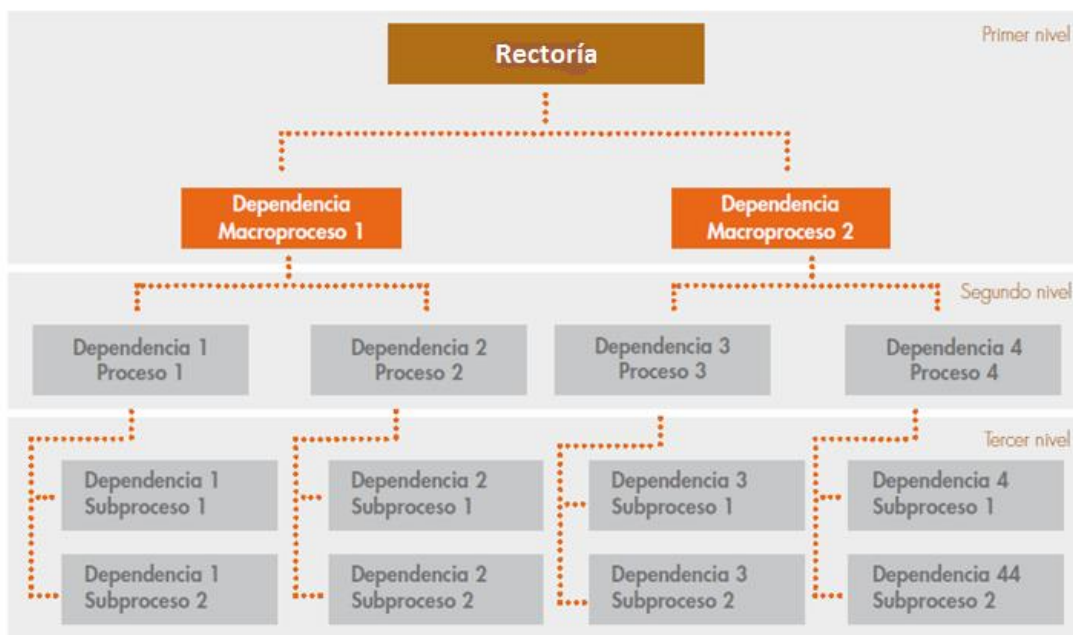 Primer nivel
Rectoría
Dependencia
Macroproceso 1
Dependencia
Macroproceso 2
Segundo nivel
Dependencia 1
Proceso 1
Dependencia 2
Proceso 2
Dependencia 3
Proceso 3
Dependencia 4
Proceso 4
Tercer nivel
Dependencia 1
Subproceso 1
Dependencia 2
Subproceso 1
Dependencia 3
Subproceso 1
Dependencia 4
Subproceso 1
Dependencia 1
Subproceso 2
Dependencia 2
Subproceso 2
Dependencia 3
Subproceso 2
Dependencia 44
Subproceso 2